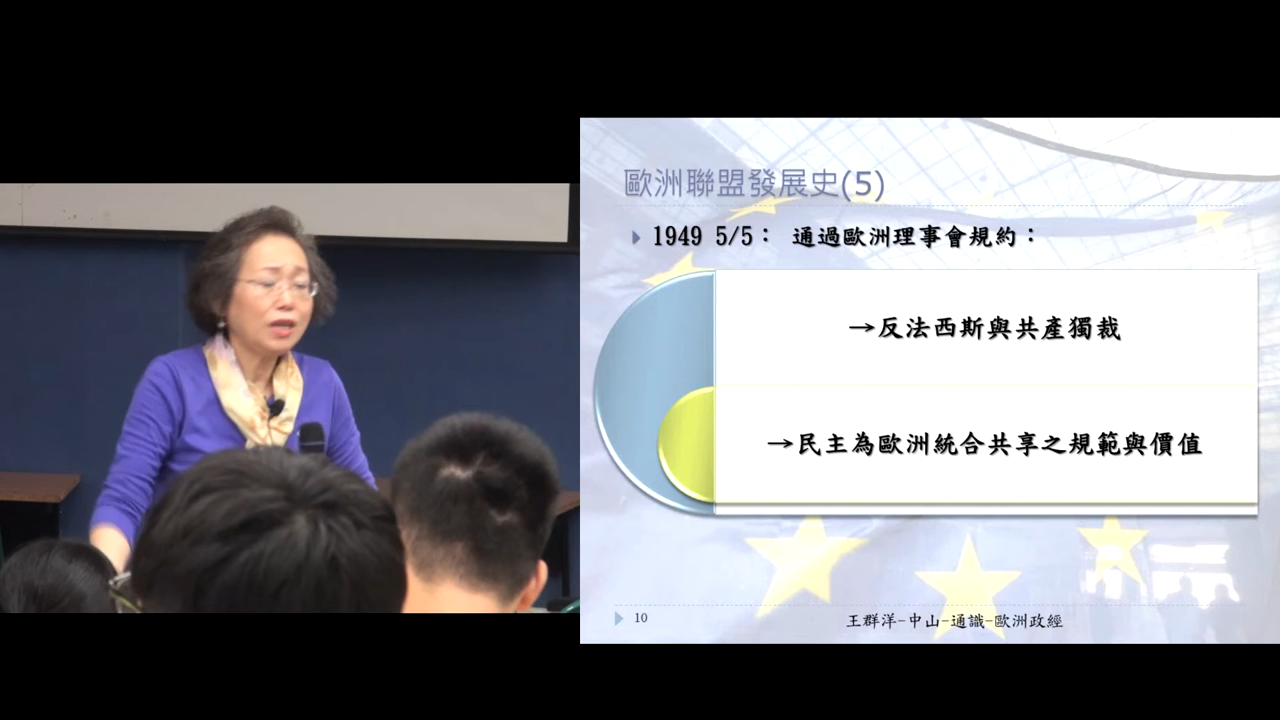 歐洲聯盟發展史(5)
1949 5/5： 通過歐洲理事會規約：
→反法西斯與共產獨裁
→民主為歐洲統合共享之規範與價值
10
王群洋-中山-通識-歐洲政經